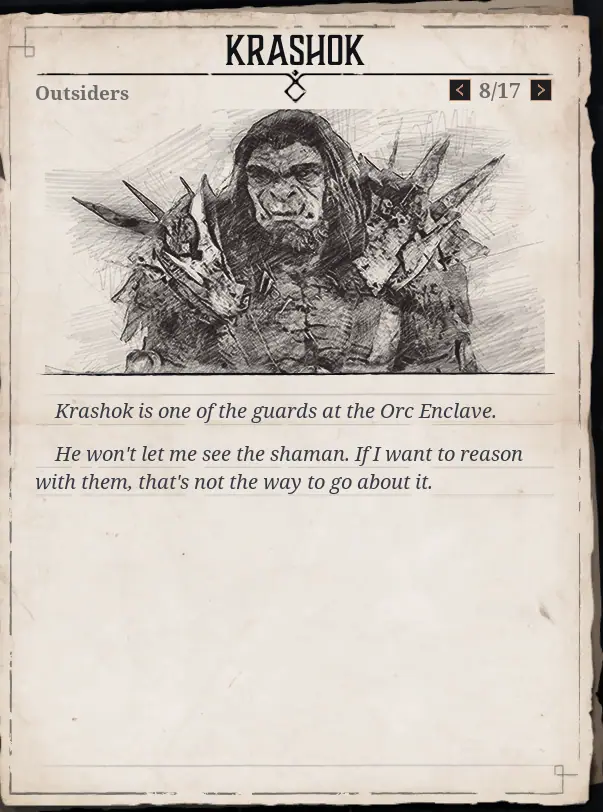 KRASHOK
Outsiders
8/17
Krashok is one of the guards at the Orc Enclave.
He won't let me see the shaman. If I want to reason
with them, that's not the way to go about it.